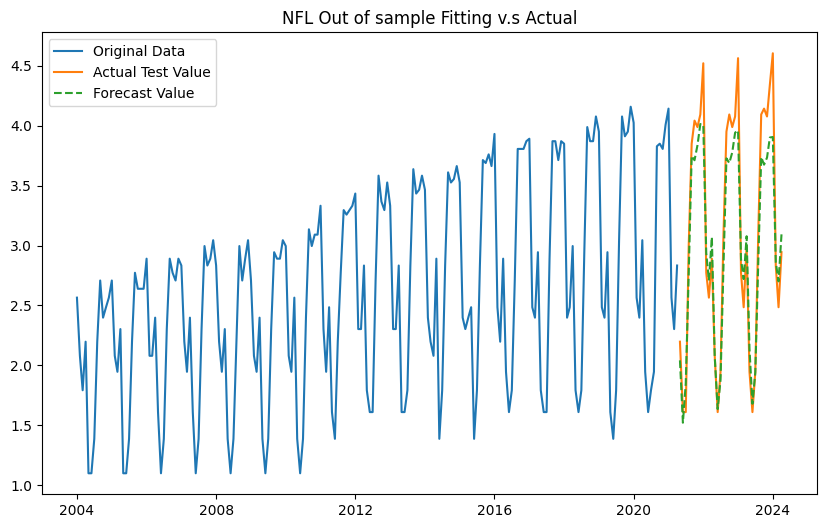 NFL Out of sample Fitting v.s Actual
Original Data
Actual Test Value
Forecast Value
4.5
4.0
3.5
3.0
2.5
2.0
1.5
1.0
2004 2008 2012 2016 2020 2024